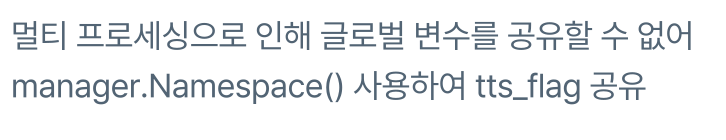 멀티 프로세싱으로 인해 글로벌 변수를 공유할 수 없어
manager.Namespace() 사용하여 tts_flag 공유